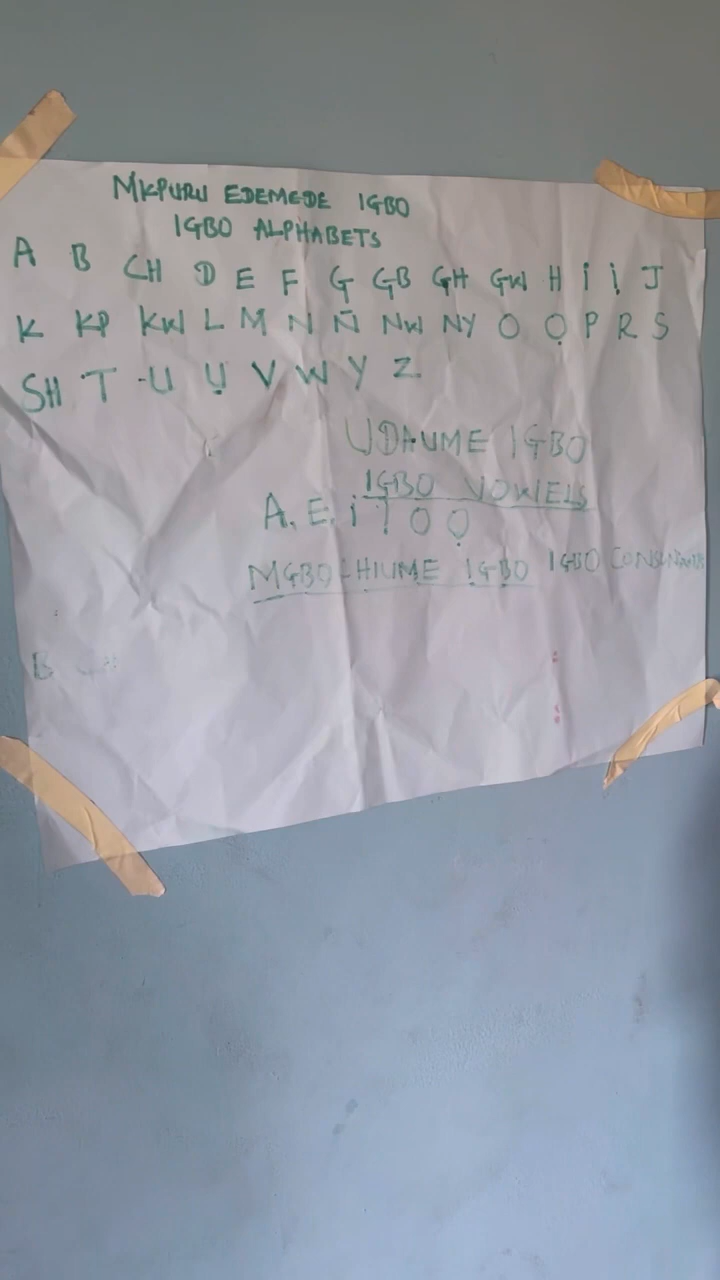 MKPURU EDEMEDE IGBO
IGBO ALPHABETS
A B CH D E F G GB GH GW H İ Ị J
K KP KW L M N Ñ NW NY O Ọ P R S
SH T U Ụ V W Y Z
UDAUME IGBO
IGBO VOWELS
A, E, i Ị O Ọ
MGBOCHIUME IGBO IGBO CONSONANTS
B